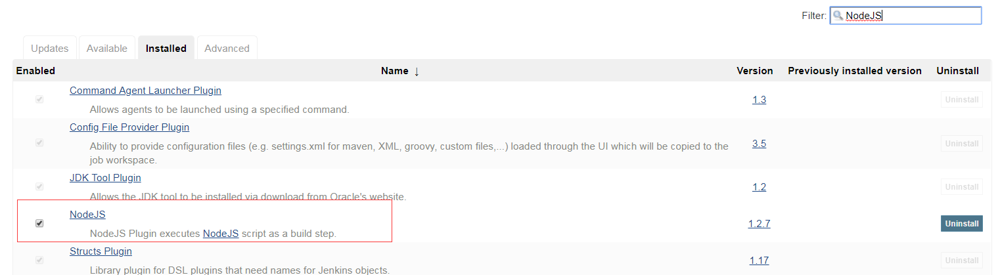 Filter: NodeJS
Updates Available Installed Advanced
Enabled Name ↓ Version Previously installed version Uninstall
Command Agent Launcher Plugin
Allows agents to be launched using a specified command.
1.3 Uninstall
Config File Provider Plugin
Ability to provide configuration files (e.g. settings.xml for maven, XML, groovy, custom files,...) loaded through the UI which will be copied to the
job workspace.
3.5 Uninstall
JDK Tool Plugin
Allows the JDK tool to be installed via download from Oracle's website.
1.2 Uninstall
NodeJS
NodeJS Plugin executes NodeJS script as a build step.
1.2.7 Uninstall
Structs Plugin
Library plugin for DSL plugins that need names for Jenkins objects.
1.17 Uninstall